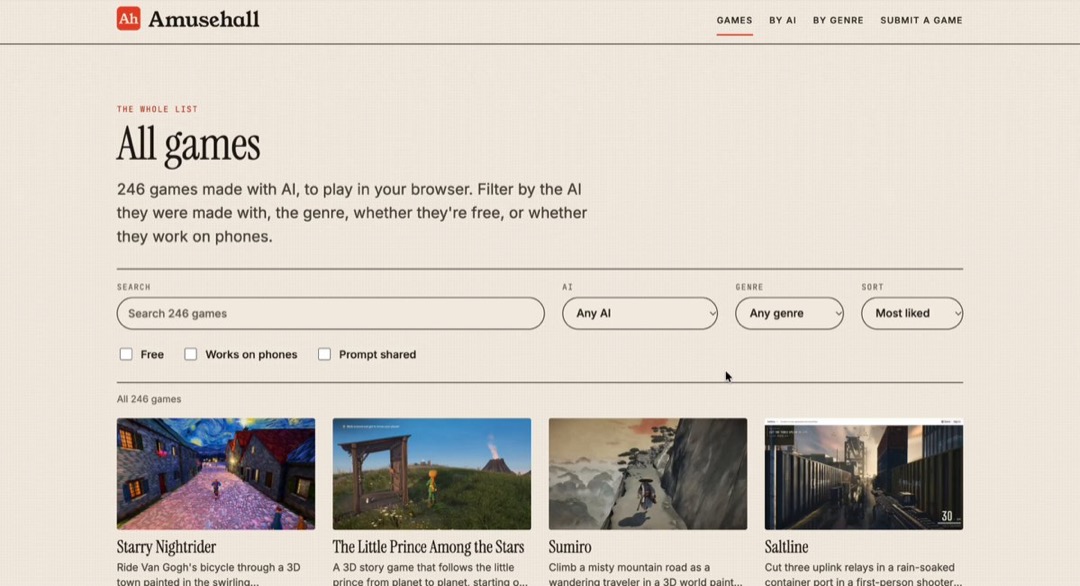 Ah Amusehall
GAMES BY AI BY GENRE SUBMIT A GAME
THE WHOLE LIST
All games
246 games made with AI, to play in your browser. Filter by the AI
they were made with, the genre, whether they're free, or whether
they work on phones.
SEARCH AI GENRE SORT
Search 246 games Any AI Any genre Most liked
Free Works on phones Prompt shared
All 246 games
30
Starry Nightrider
Ride Van Gogh's bicycle through a 3D
town painted in the swirling...
The Little Prince Among the Stars
A 3D story game that follows the little
prince from planet to planet, starting o...
Sumiro
Climb a misty mountain road as a
wandering traveler in a 3D world paint...
Saltline
Cut three uplink relays in a rain-soaked
container port in a first-person shooter...